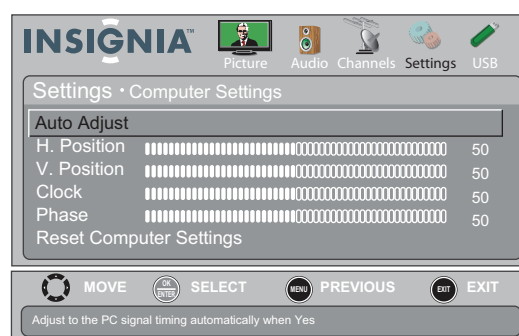 INSIGNIA™
Picture Audio Channels Settings USB
Settings · Computer Settings
Auto Adjust
H. Position 50
V. Position 50
Clock 50
Phase 50
Reset Computer Settings
MOVE OK ENTER SELECT MENU PREVIOUS EXIT EXIT
Adjust to the PC signal timing automatically when Yes